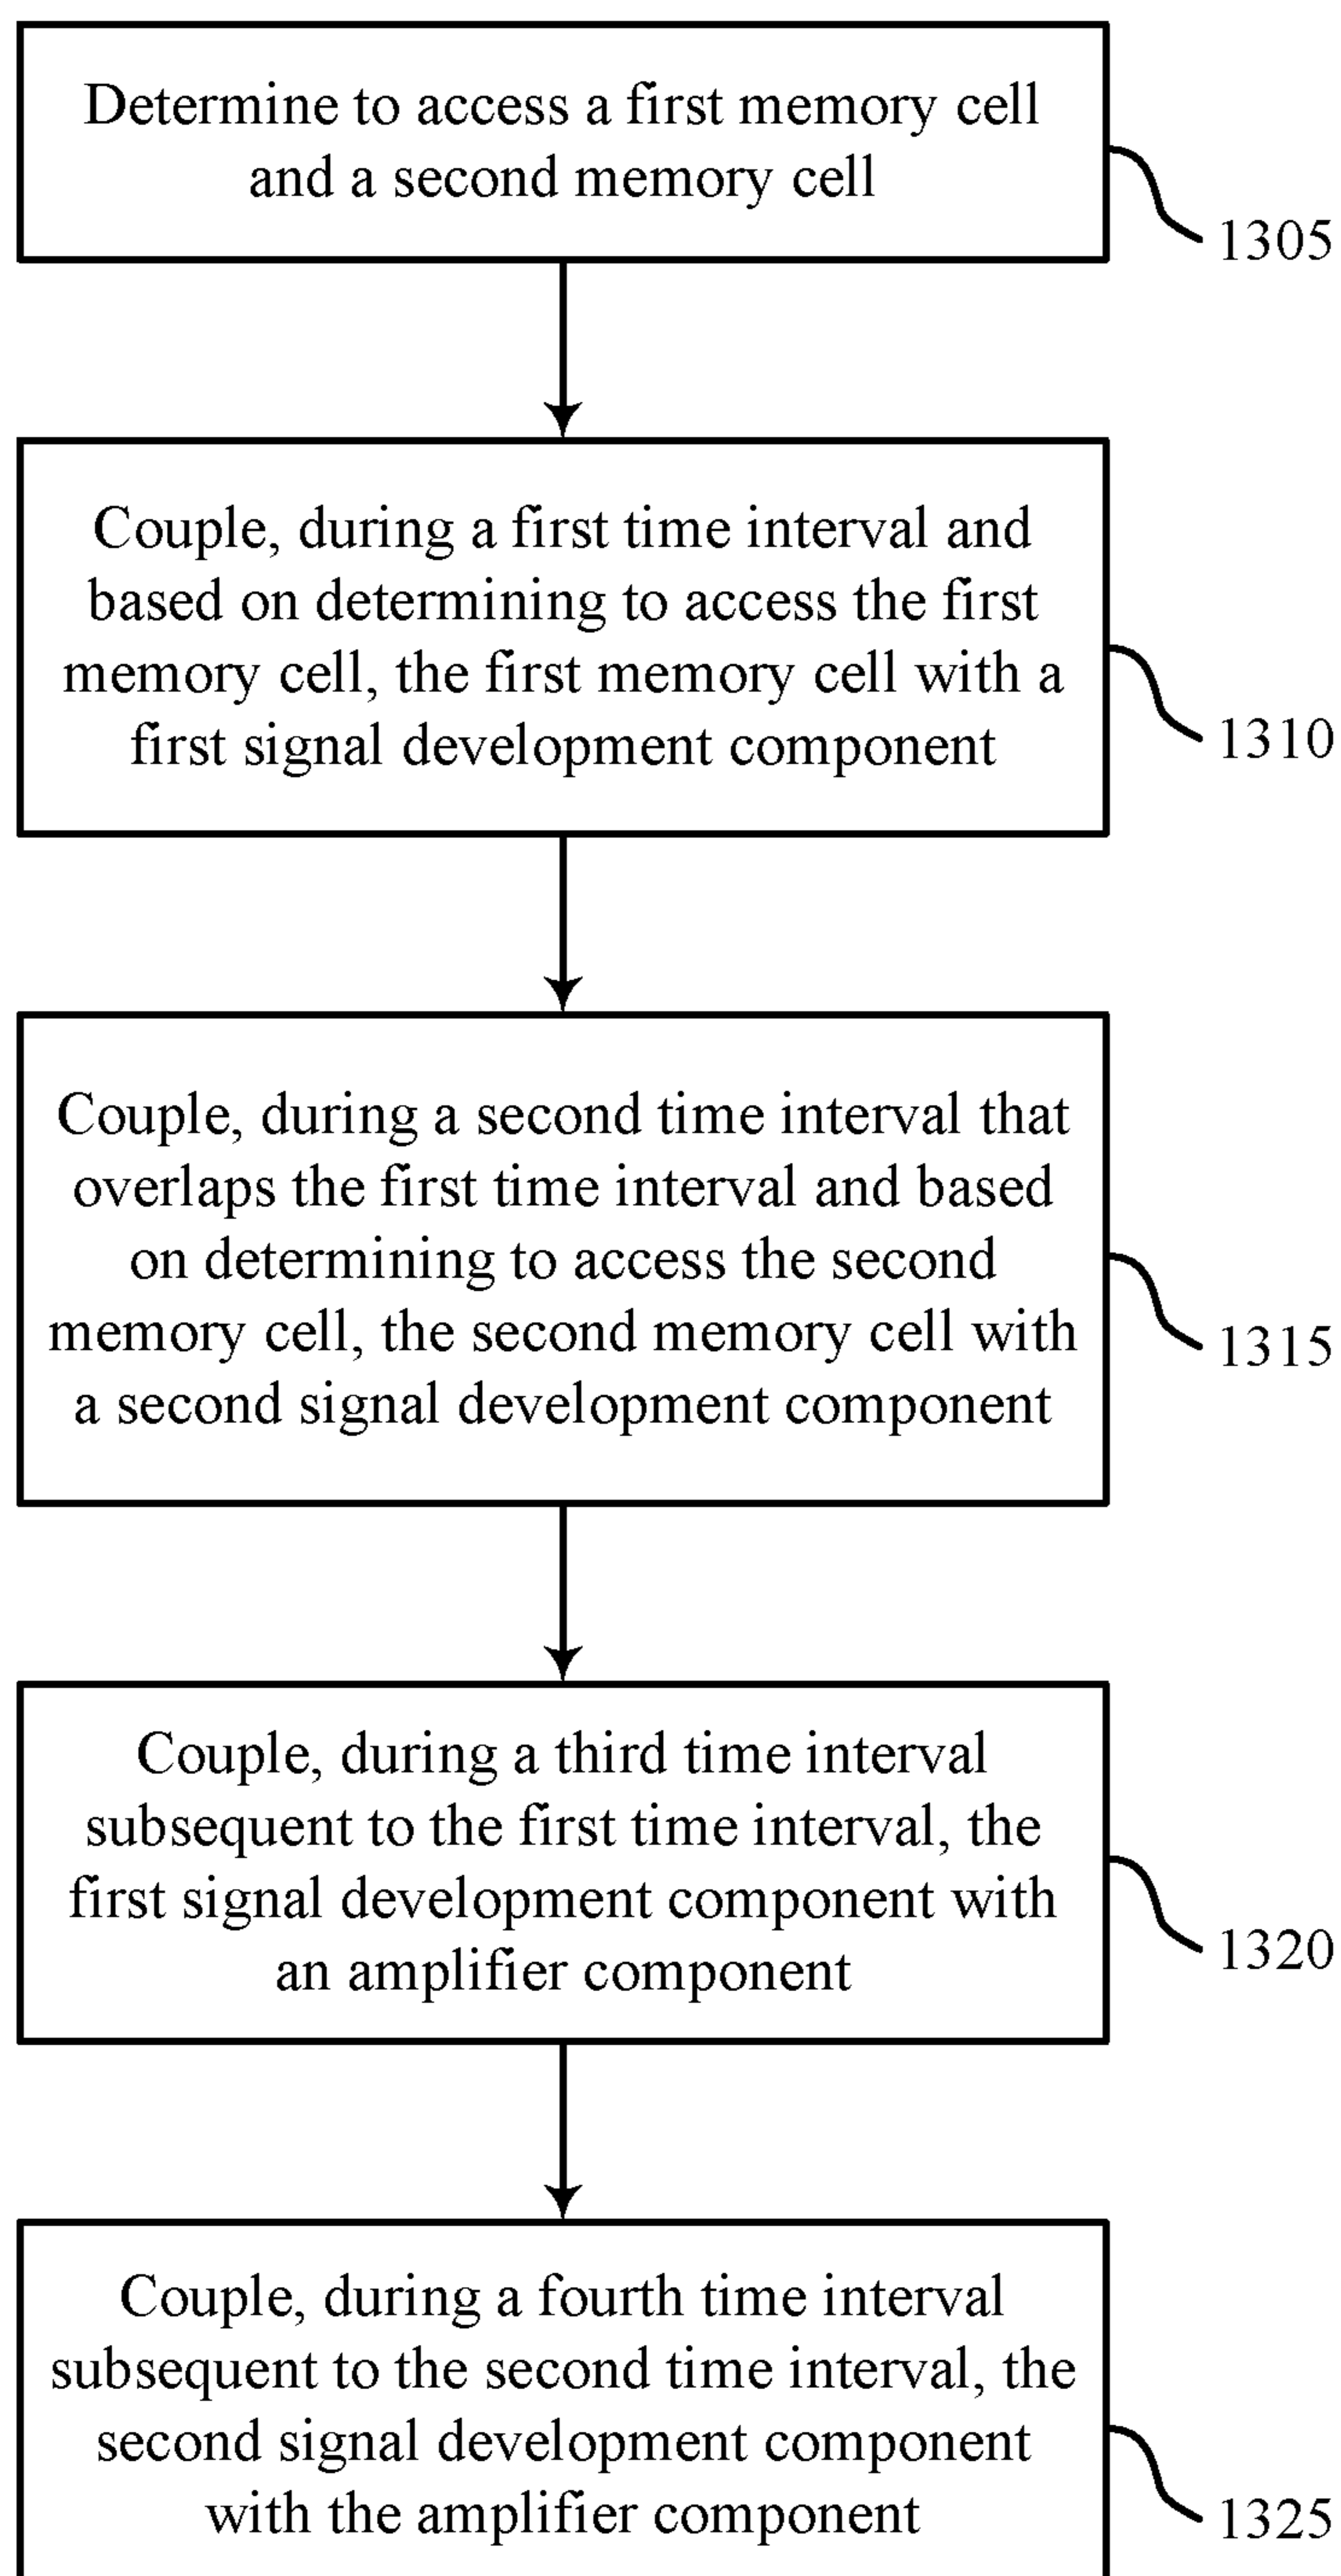 Determine to access a first memory cell
and a second memory cell
1305
Couple, during a first time interval and
based on determining to access the first
memory cell, the first memory cell with a
first signal development component
1310
Couple, during a second time interval that
overlaps the first time interval and based
on determining to access the second
memory cell, the second memory cell with
a second signal development component
1315
Couple, during a third time interval
subsequent to the first time interval, the
first signal development component with
an amplifier component
1320
Couple, during a fourth time interval
subsequent to the second time interval, the
second signal development component
with the amplifier component
1325